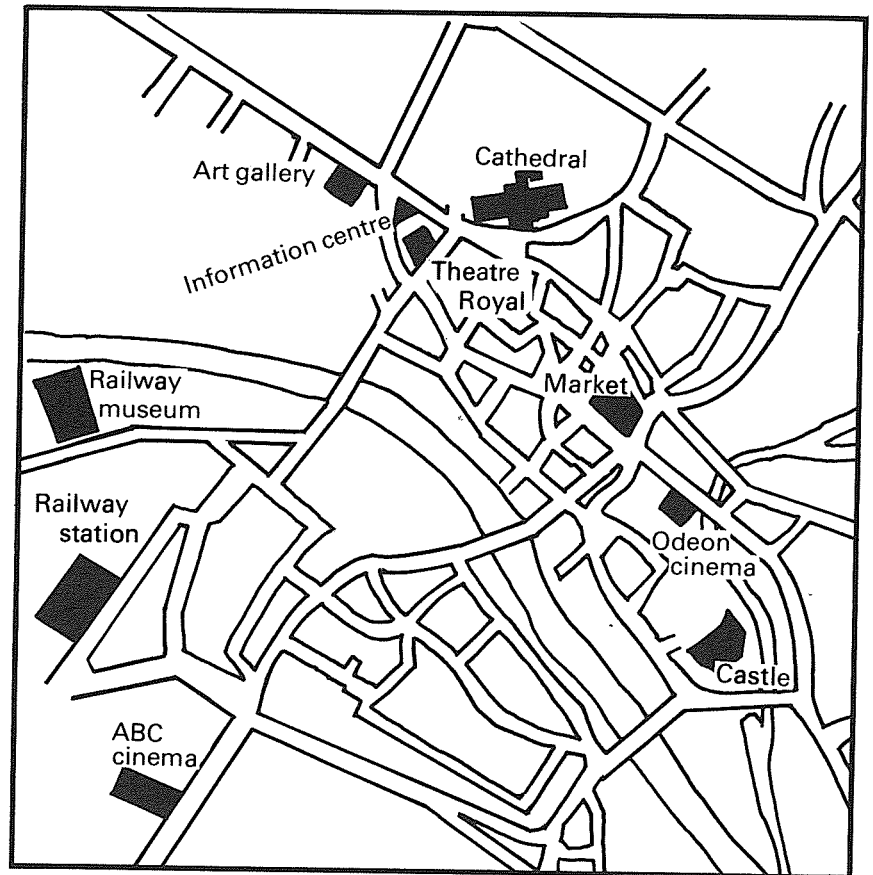 Cathedral
Art gallery
Information centre
Theatre
Royal
Railway
museum
Market
Railway
station
Odeon
cinema
Castle
ABC
cinema